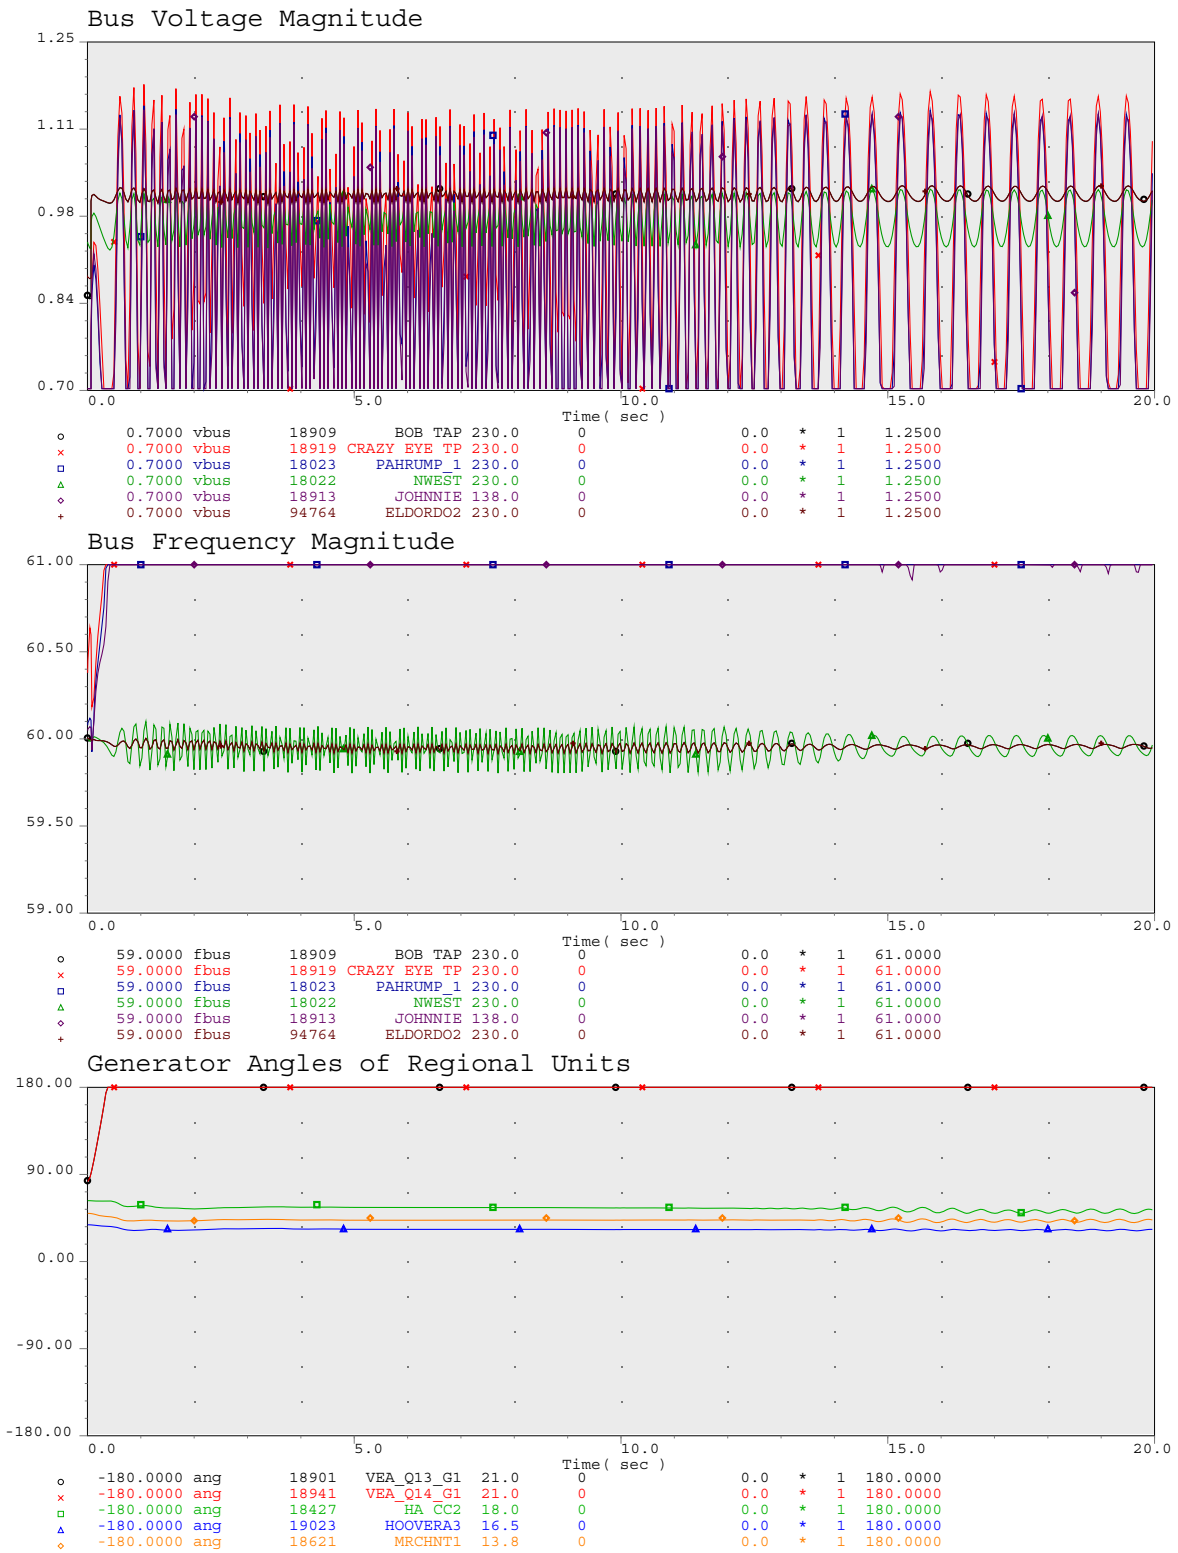 Bus Voltage Magnitude
1.25
1.11
0.98
0.84
0.70
0.0 5.0 10.0 15.0 20.0
Time( sec )
0.7000 vbus 18909 BOB TAP 230.0 0 0.0 * 1 1.2500
0.7000 vbus 18919 CRAZY EYE TP 230.0 0 0.0 * 1 1.2500
0.7000 vbus 18023 PAHRUMP_1 230.0 0 0.0 * 1 1.2500
0.7000 vbus 18022 NWEST 230.0 0 0.0 * 1 1.2500
0.7000 vbus 18913 JOHNNIE 138.0 0 0.0 * 1 1.2500
0.7000 vbus 94764 ELDORDO2 230.0 0 0.0 * 1 1.2500
Bus Frequency Magnitude
61.00
60.50
60.00
59.50
59.00
0.0 5.0 10.0 15.0 20.0
Time( sec )
59.0000 fbus 18909 BOB TAP 230.0 0 0.0 * 1 61.0000
59.0000 fbus 18919 CRAZY EYE TP 230.0 0 0.0 * 1 61.0000
59.0000 fbus 18023 PAHRUMP_1 230.0 0 0.0 * 1 61.0000
59.0000 fbus 18022 NWEST 230.0 0 0.0 * 1 61.0000
59.0000 fbus 18913 JOHNNIE 138.0 0 0.0 * 1 61.0000
59.0000 fbus 94764 ELDORDO2 230.0 0 0.0 * 1 61.0000
Generator Angles of Regional Units
180.00
90.00
0.00
-90.00
-180.00
0.0 5.0 10.0 15.0 20.0
Time( sec )
-180.0000 ang 18901 VEA_Q13_G1 21.0 0 0.0 * 1 180.0000
-180.0000 ang 18941 VEA_Q14_G1 21.0 0 0.0 * 1 180.0000
-180.0000 ang 18427 HA CC2 18.0 0 0.0 * 1 180.0000
-180.0000 ang 19023 HOOVERA3 16.5 0 0.0 * 1 180.0000
-180.0000 ang 18621 MRCHNT1 13.8 0 0.0 * 1 180.0000